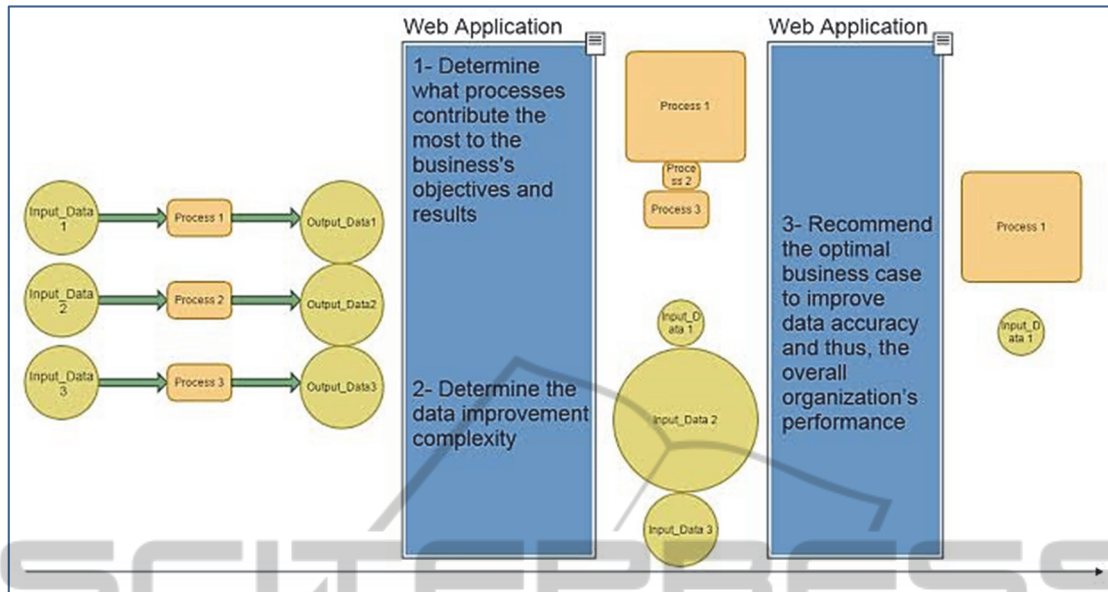 Input_Data
1
Process 1
Output_Data1
Input_Data
2
Process 2
Output_Data2
Input_Data
3
Process 3
Output_Data3
Web Application
1- Determine
what processes
contribute the
most to the
business's
objectives and
results
2- Determine the
data improvement
complexity
Process 1
Proce
ss 2
Process 3
Input_D
ata 1
Input_Data 2
Input_Data 3
Web Application
3- Recommend
the optimal
business case
to improve
data accuracy
and thus, the
overall
organization's
performance
Process 1
Input_D
ata 1
SCITEPRESS